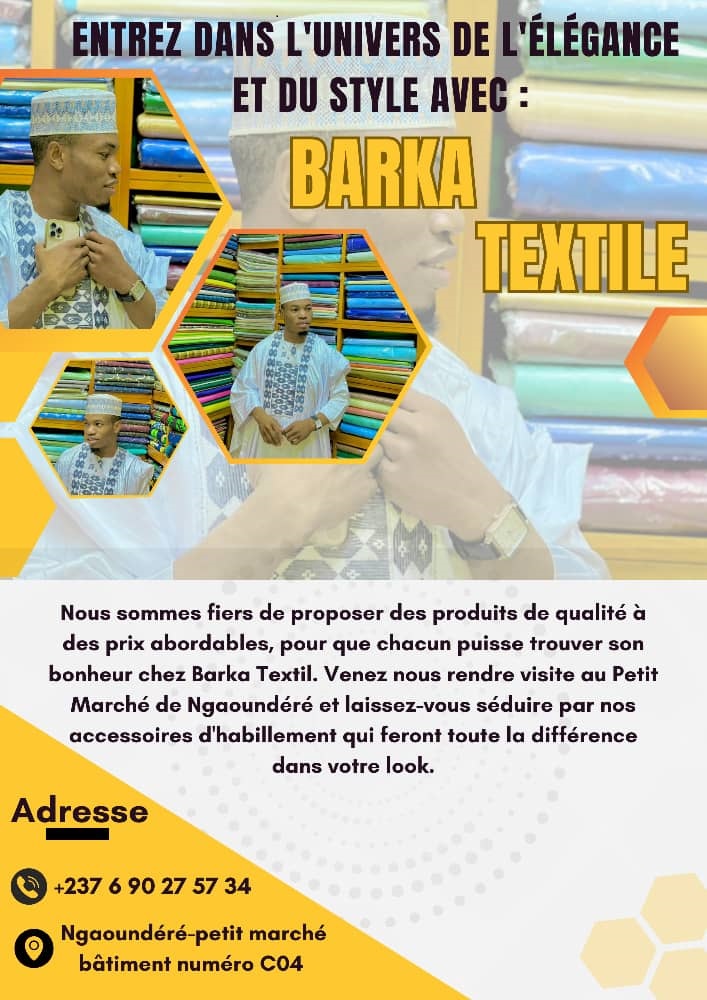 ENTREZ DANS L'UNIVERS DE L'ÉLÉGANCE
ET DU STYLE AVEC :
BARKA
TEXTILE
Nous sommes fiers de proposer des produits de qualité à
des prix abordables, pour que chacun puisse trouver son
bonheur chez Barka Textil. Venez nous rendre visite au Petit
Marché de Ngaoundéré et laissez-vous séduire par nos
accessoires d'habillement qui feront toute la différence
dans votre look.
Adresse
+237 6 90 27 57 34
Ngaoundéré-petit marché
bâtiment numéro C04